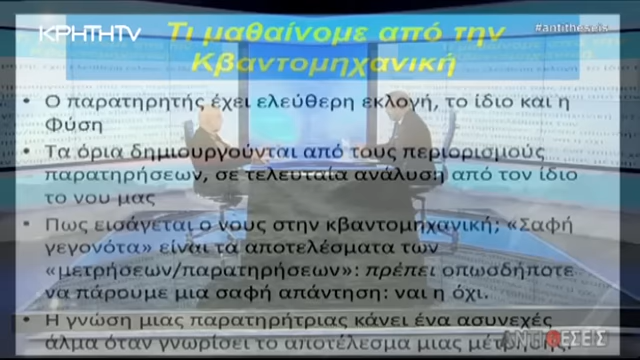 ΚΡΗΤΗTV
#antitheseis
Τι μαθαίνομε από την
Κβαντομηχανική
• Ο παρατηρητής έχει ελεύθερη εκλογή, το ίδιο και η
Φύση
• Τα όρια δημιουργούνται από τους περιορισμούς
παρατηρήσεων, σε τελευταία ανάλυση από τον ίδιο
το νου μας
• Πως εισάγεται ο νους στην κβαντομηχανική; «Σαφή
γεγονότα» είναι τα αποτελέσματα των
«μετρήσεων/παρατηρήσεων»: πρέπει οπωσδήποτε
να πάρουμε μια σαφή απάντηση: ναι η όχι.
• Η γνώση μιας παρατηρήτριας κάνει ένα ασυνεχές
άλμα όταν γνωρίσει το αποτέλεσμα μιας μέτρησης.
ΑΝΤΙΘΕΣΕΙΣ